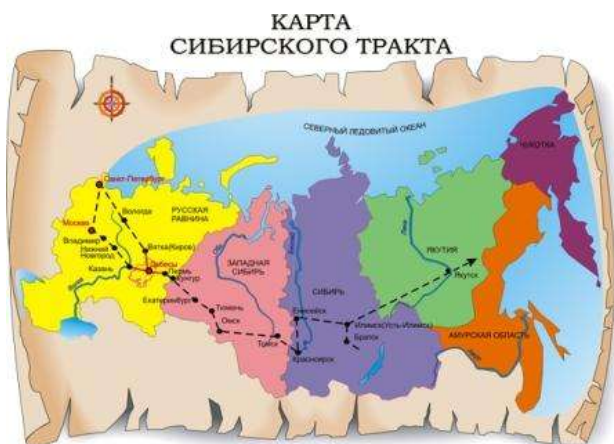 КАРТА
СИБИРСКОГО ТРАКТА
СЕВЕРНЫЙ ЛЕДОВИТЫЙ ОКЕАН
ЧУКОТКА
Санкт-Петербург
Вологда
РУССКАЯ
РАВНИНА
Москва
Владимир
Нижний
Новгород
Вятка(Киров)
Казань
Дебесы
Пермь
Кунгур
Екатеринбург
Тюмень
Омск
ЗАПАДНАЯ
СИБИРЬ
Томск
СИБИРЬ
Енисейск
Красноярск
Илимск(Усть-Илимск)
Братск
ЯКУТИЯ
Якутск
АМУРСКАЯ ОБЛАСТЬ